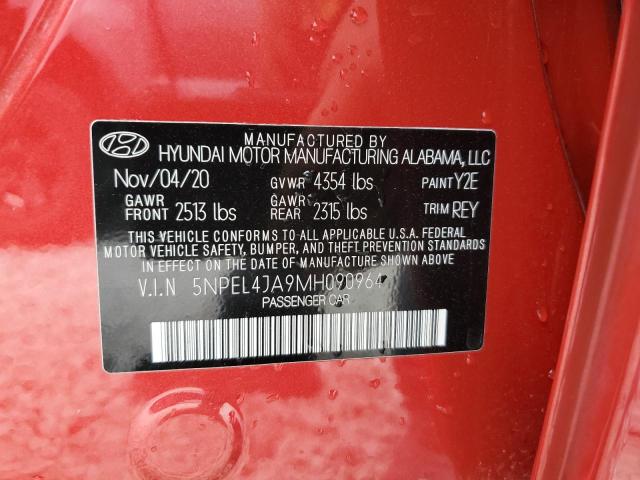 MANUFACTURED BY
HYUNDAI MOTOR MANUFACTURING ALABAMA, LLC
Nov/04/20 GVWR 4354 lbs PAINT Y2E
GAWR FRONT 2513 lbs GAWR REAR 2315 lbs TRIM REY
THIS VEHICLE CONFORMS TO ALL APPLICABLE U.S.A. FEDERAL
MOTOR VEHICLE SAFETY, BUMPER, AND THEFT PREVENTION STANDARDS
IN EFFECT ON THE DATE OF MANUFACTURE SHOWN ABOVE.
V.I.N 5NPEL4JA9MH090964
PASSENGER CAR